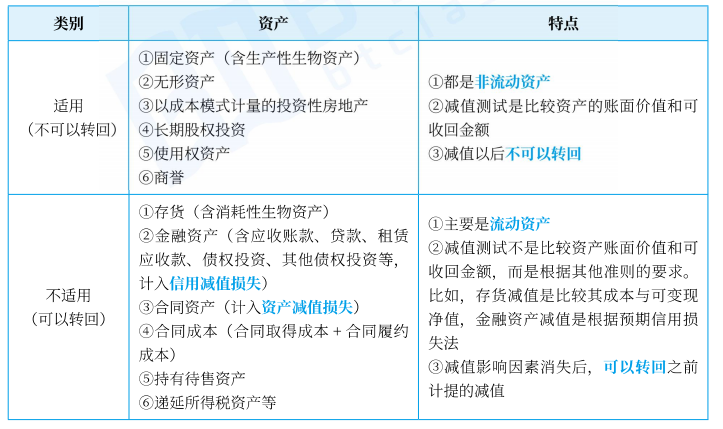 类别
资产
特点
适用
（不可以转回）
①固定资产（含生产性生物资产）
②无形资产
③以成本模式计量的投资性房地产
④长期股权投资
⑤使用权资产
⑥商誉
①都是非流动资产
②减值测试是比较资产的账面价值和可
收回金额
③减值以后不可以转回
不适用
（可以转回）
①存货（含消耗性生物资产）
②金融资产（含应收账款、贷款、租赁
应收款、债权投资、其他债权投资等，
计入信用减值损失）
③合同资产（计入资产减值损失）
④合同成本（合同取得成本 + 合同履约
成本）
⑤持有待售资产
⑥递延所得税资产等
①主要是流动资产
②减值测试不是比较资产账面价值和可
收回金额，而是根据其他准则的要求。
比如，存货减值是比较其成本与可变现
净值，金融资产减值是根据预期信用损
失法
③减值影响因素消失后，可以转回之前
计提的减值